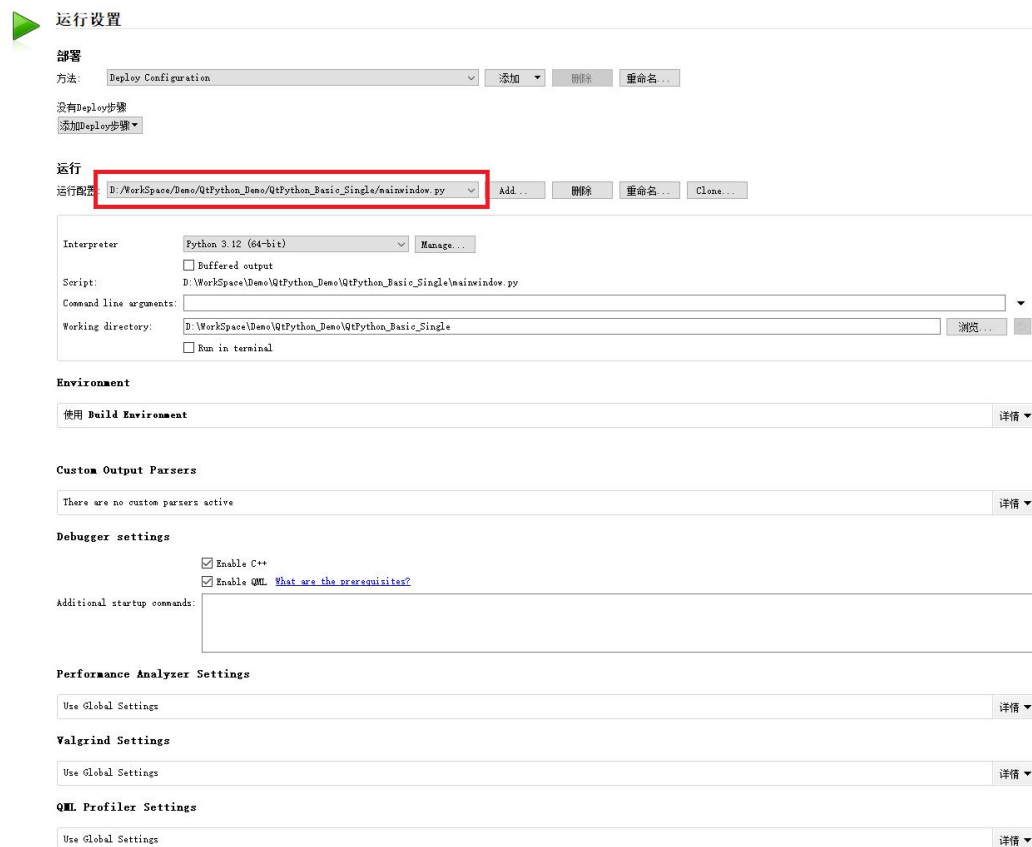 运行设置
部署
方法: Deploy Configuration 添加 删除 重命名...
没有Deploy步骤
添加Deploy步骤
运行
运行配置: D:/WorkSpace/Demo/QtPython_Demo/QtPython_Basic_Single/mainwindow.py Add... 删除 重命名... Clone...
Interpreter Python 3.12 (64-bit) Manage...
Buffered output
Script: D:\WorkSpace\Demo\QtPython_Demo\QtPython_Basic_Single\mainwindow.py
Command line arguments:
Working directory: D:\WorkSpace\Demo\QtPython_Demo\QtPython_Basic_Single 浏览...
Run in terminal
Environment
使用 Build Environment 详情
Custom Output Parsers
There are no custom parsers active 详情
Debugger settings
Enable C++
Enable QML What are the prerequisites?
Additional startup commands:
Performance Analyzer Settings
Use Global Settings 详情
Valgrind Settings
Use Global Settings 详情
QML Profiler Settings
Use Global Settings 详情